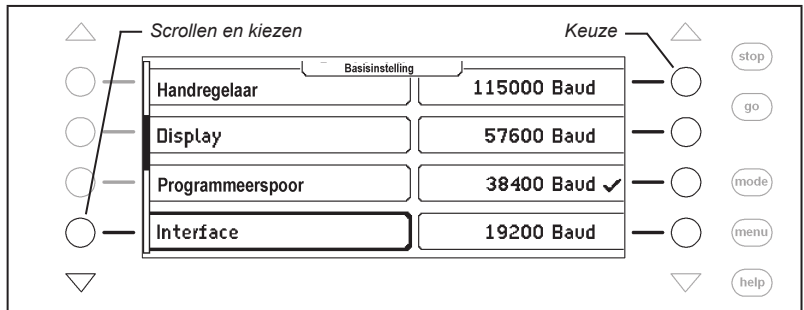 Scrollen en kiezen
Keuze
Basisinstelling
Handregelaar
115000 Baud
Display
57600 Baud
Programmeerspoor
38400 Baud ✓
Interface
19200 Baud
stop
go
mode
menu
help